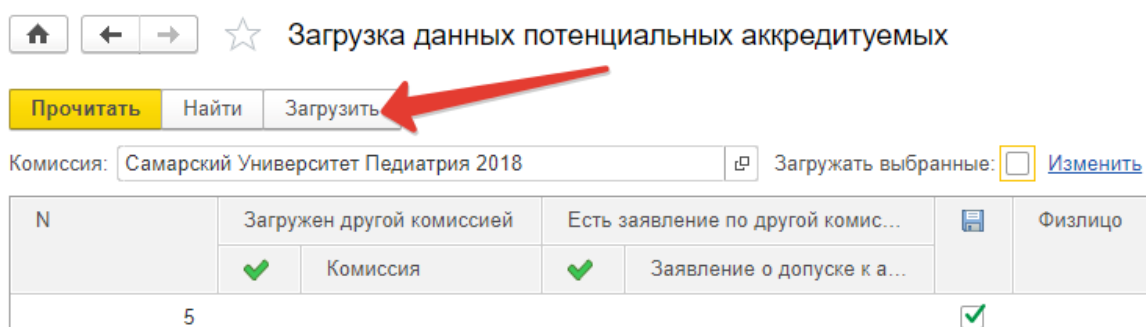 Загрузка данных потенциальных аккредитуемых
Прочитать Найти Загрузить
Комиссия: Самарский Университет Педиатрия 2018 Загружать выбранные: Изменить
N Загружен другой комиссией Есть заявление по другой комис... Физлицо
Комиссия Заявление о допуске к а...
5